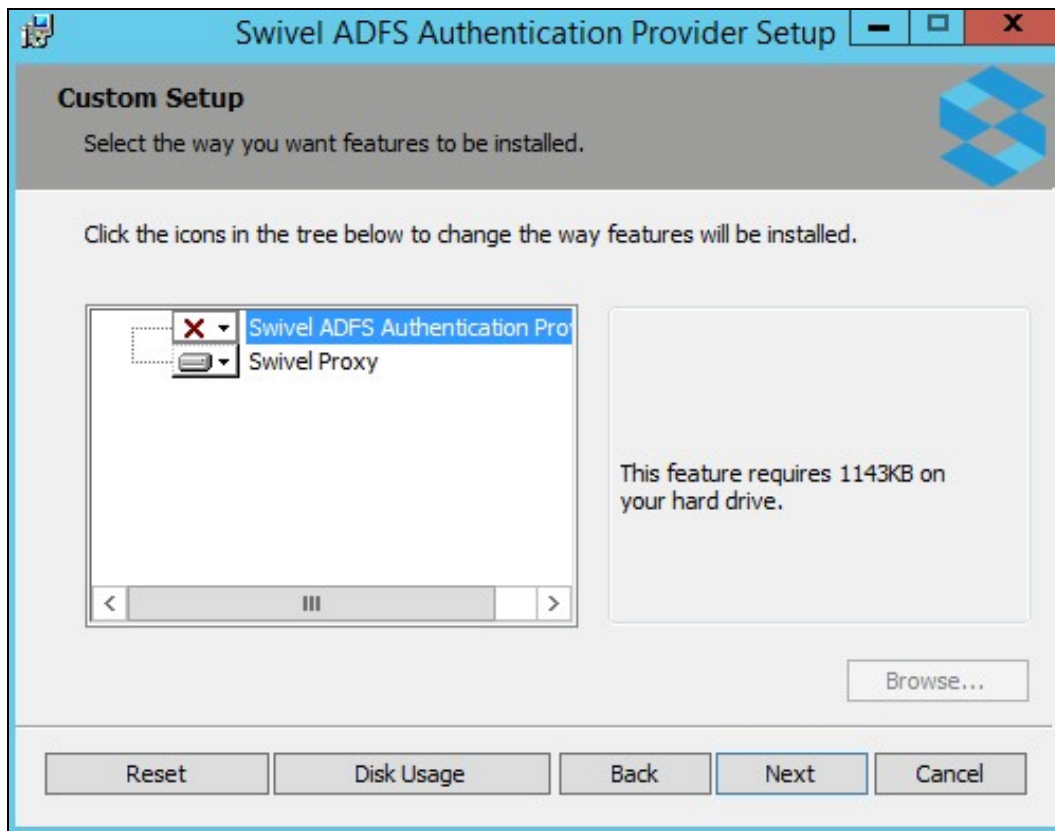 Swivel ADFS Authentication Provider Setup
Custom Setup
Select the way you want features to be installed.
Click the icons in the tree below to change the way features will be installed.
Swivel ADFS Authentication Pro
Swivel Proxy
This feature requires 1143KB on
your hard drive.
Browse...
Reset Disk Usage Back Next Cancel